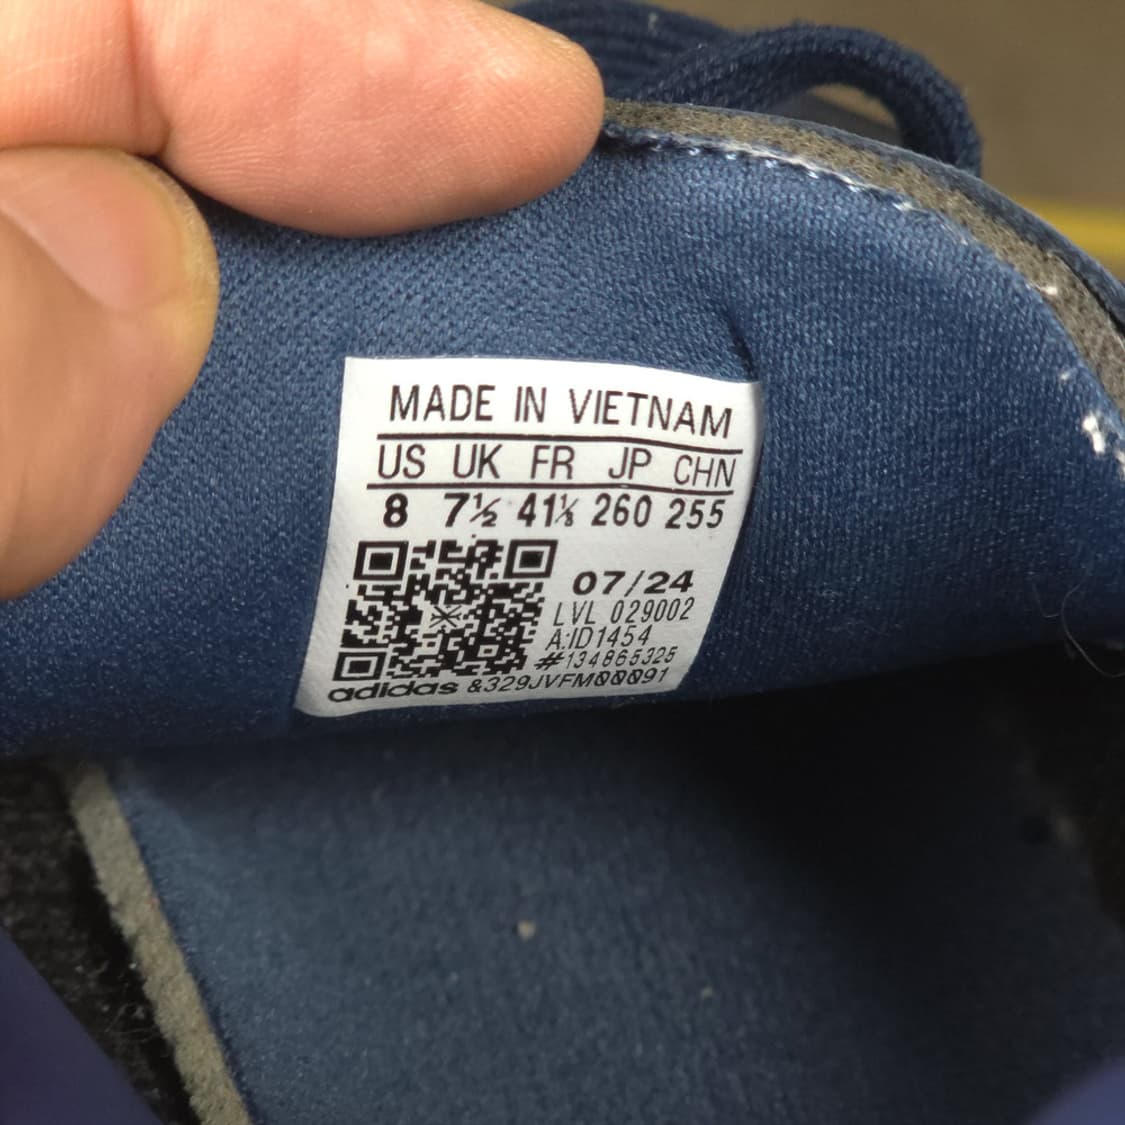 MADE IN VIETNAM
US UK FR JP CHN
8 7½ 41⅓ 260 255
07/24
LVL 029002
A:ID1454
#134865325
adidas &329JVFM00091